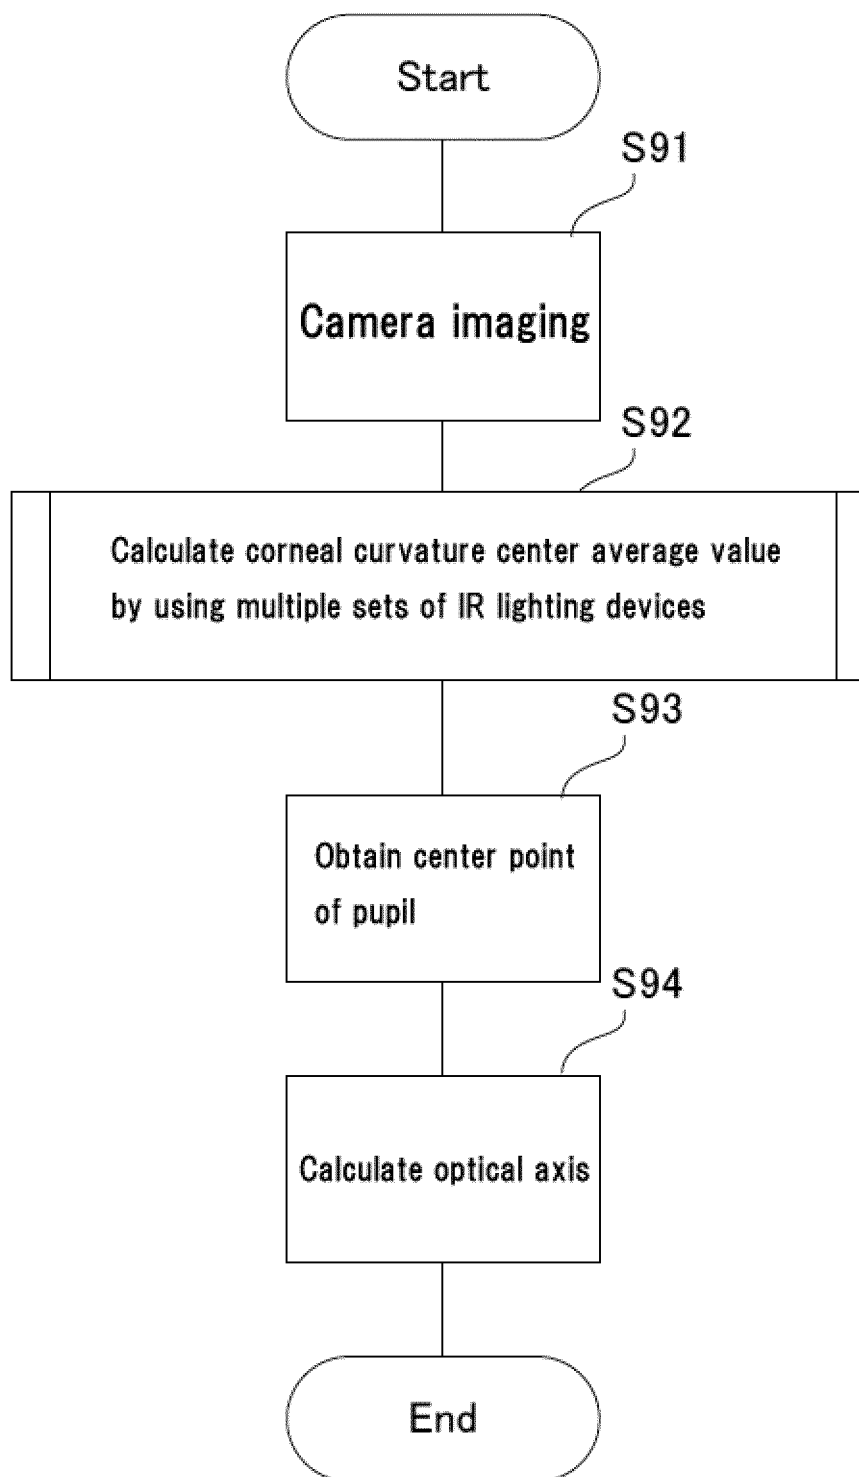 Start
S91
Camera imaging
S92
Calculate corneal curvature center average value
by using multiple sets of IR lighting devices
S93
Obtain center point
of pupil
S94
Calculate optical axis
End